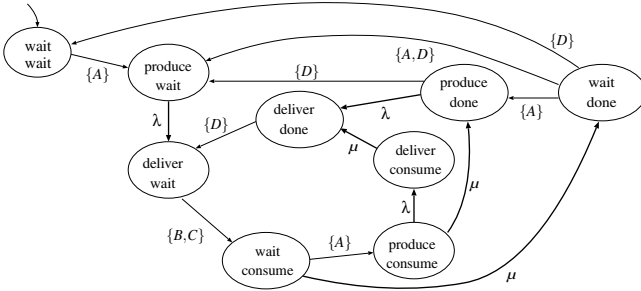 {D}
wait
wait
{A}
{A,D}
produce
wait
{D}
produce
done
wait
done
λ
deliver
done
λ
{A}
{D}
μ
deliver
consume
deliver
wait
μ
λ
{B,C}
{A}
wait
consume
produce
consume
μ